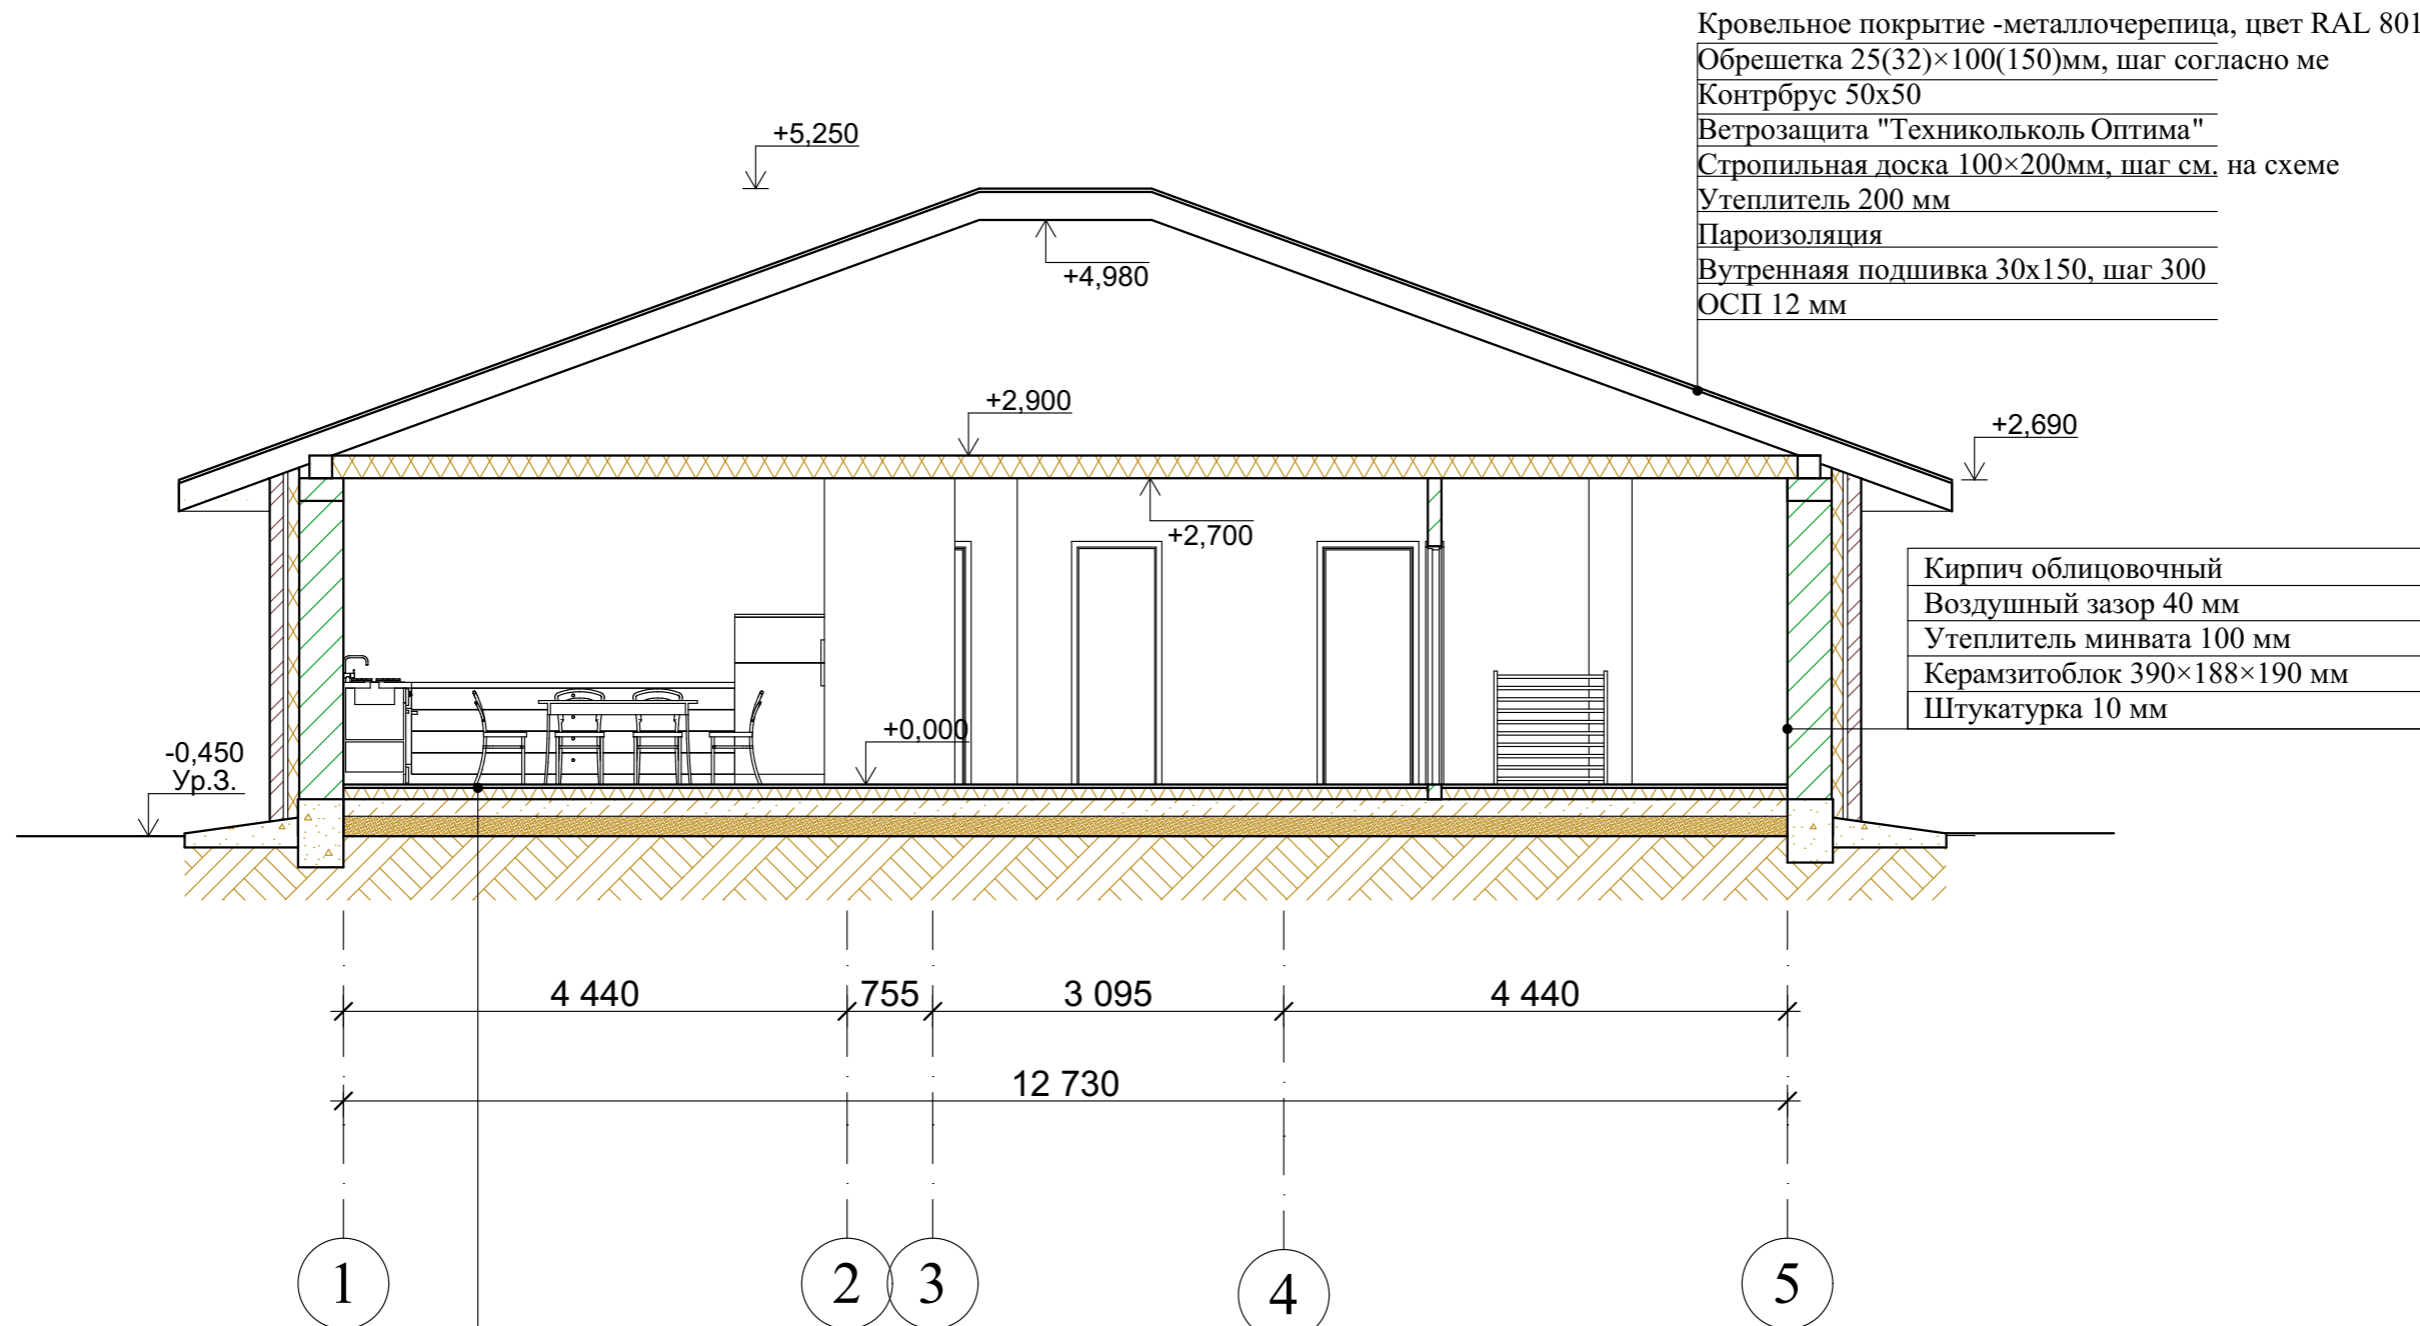 Кровельное покрытие -металлочерепица, цвет RAL 801
Обрешетка 25(32)×100(150)мм, шаг согласно ме
Контрбрус 50х50
Ветрозащита "Техникольколь Оптима"
Стропильная доска 100×200мм, шаг см. на схеме
Утеплитель 200 мм
Пароизоляция
Вутренназя подшивка 30х150, шаг 300
ОСП 12 мм
+5,250
+4,980
+2,900
+2,690
+2,700
Кирпич облицовочный
Воздушный зазор 40 мм
Утеплитель минвата 100 мм
Керамзитоблок 390×188×190 мм
Штукатурка 10 мм
+0,000
-0,450
Ур.З.
4 440
755
3 095
4 440
12 730
1
2
3
4
5